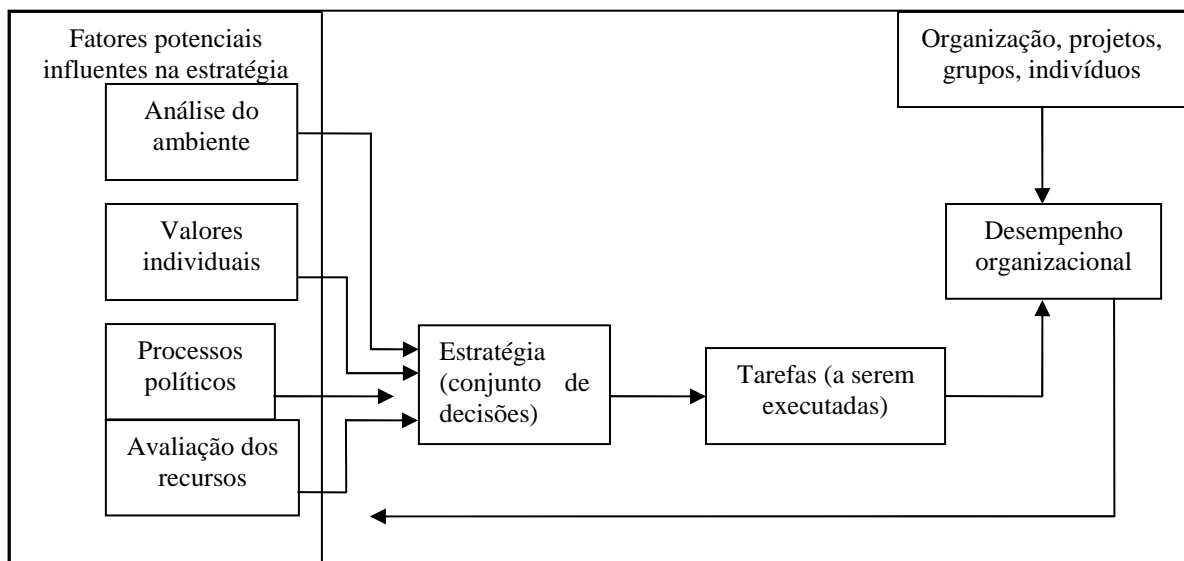 Fatores potenciais
influentes na estratégia
Análise do
ambiente
Valores
individuais
Processos
políticos
Avaliação dos
recursos
Estratégia
(conjunto de
decisões)
Tarefas (a serem
executadas)
Organização, projetos,
grupos, indivíduos
Desempenho
organizacional